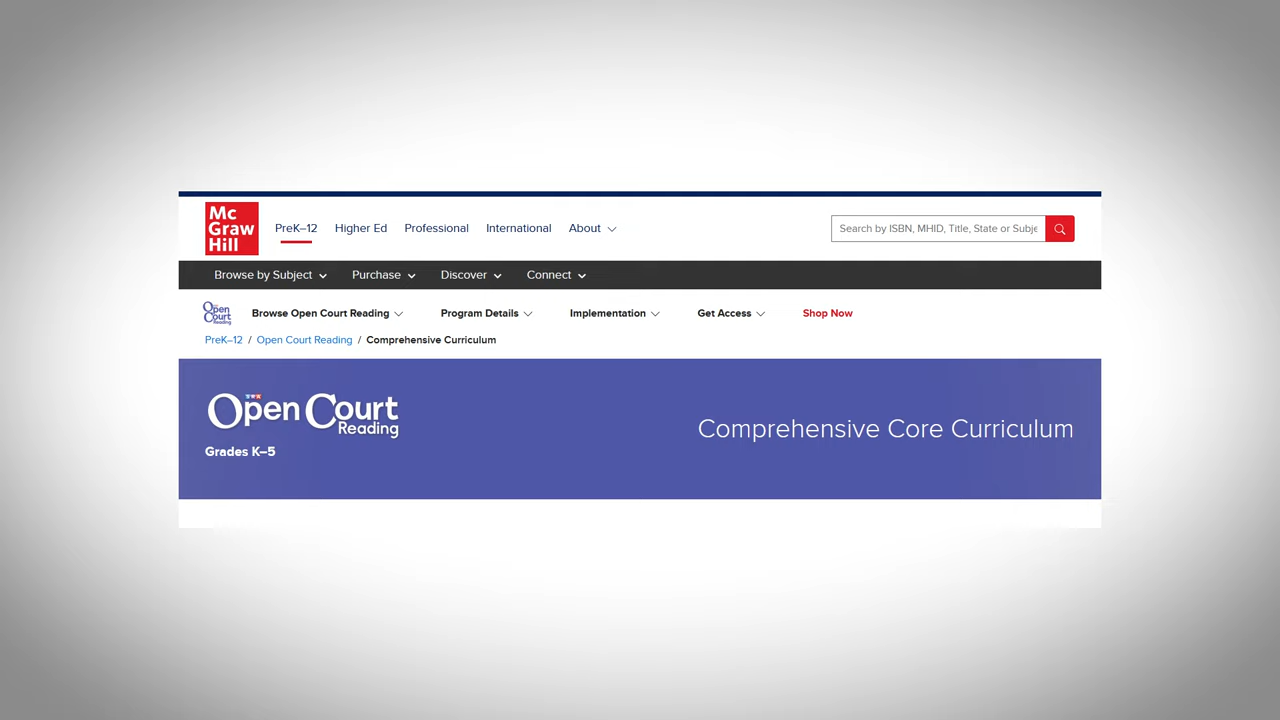 Mc
Graw
Hill
PreK–12 Higher Ed Professional International About
Search by ISBN, MHID, Title, State or Subje
Browse by Subject Purchase Discover Connect
Open Court Reading Browse Open Court Reading Program Details Implementation Get Access Shop Now
PreK–12 / Open Court Reading / Comprehensive Curriculum
Open Court
Reading
Grades K–5
Comprehensive Core Curriculum